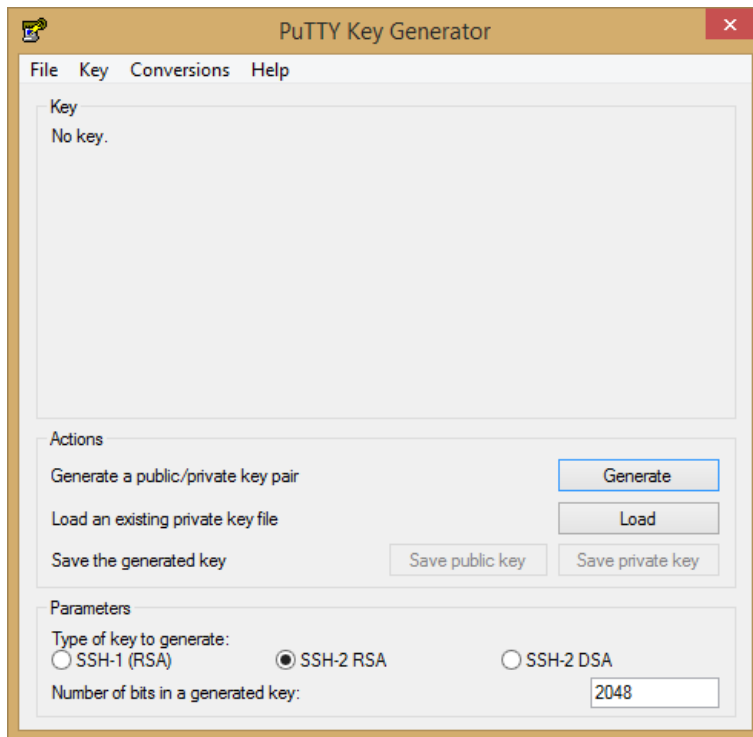 PuTTY Key Generator
File Key Conversions Help
Key
No key.
Actions
Generate a public/private key pair Generate
Load an existing private key file Load
Save the generated key Save public key Save private key
Parameters
Type of key to generate:
SSH-1 (RSA) SSH-2 RSA SSH-2 DSA
Number of bits in a generated key: 2048